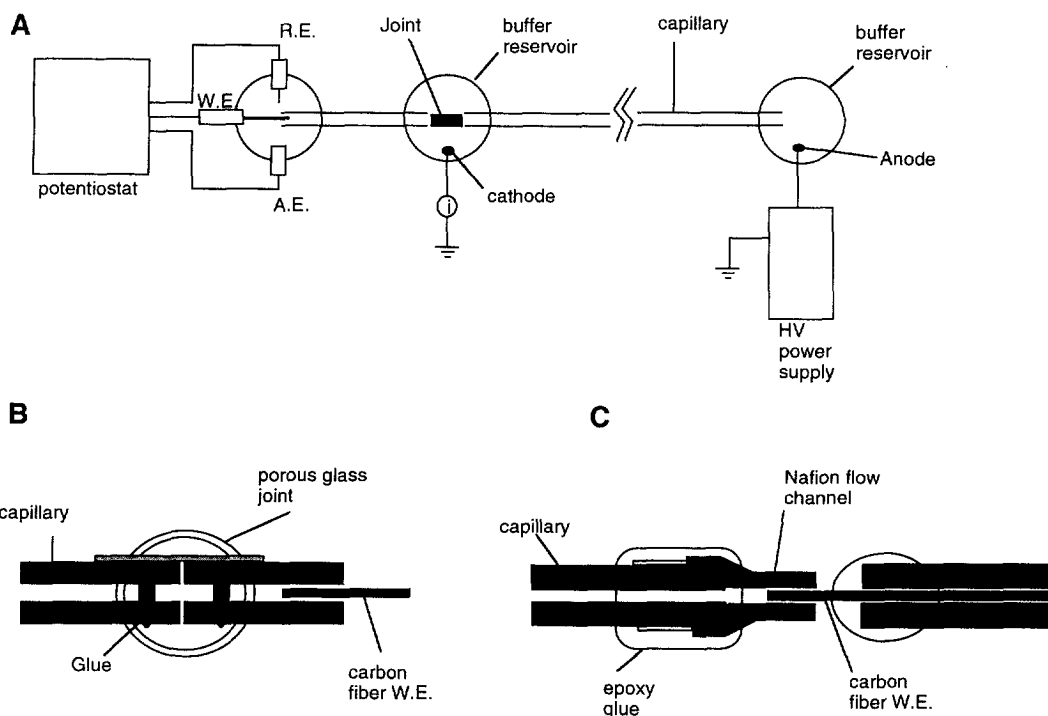 A
R.E.
Joint
buffer
reservoir
capillary
buffer
reservoir
W.E.
potentiostat
A.E.
cathode
i
Anode
HV
power
supply
B
C
porous glass
joint
capillary
Glue
carbon
fiber W.E.
Nafion flow
channel
capillary
epoxy
glue
carbon
fiber W.E.